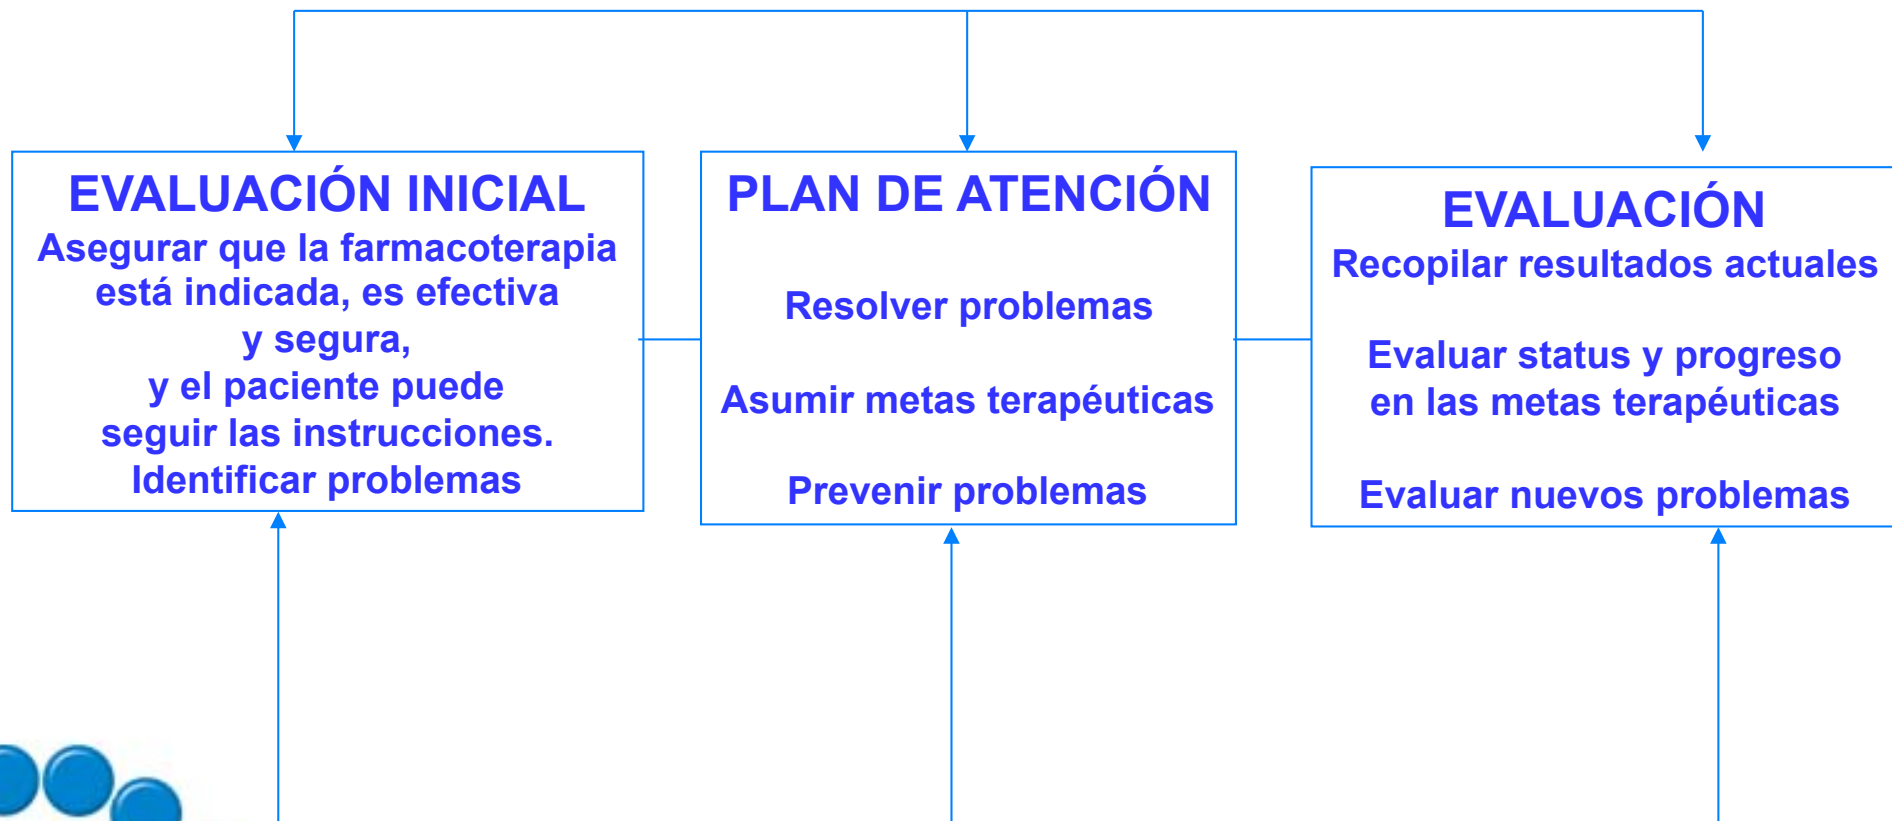 EVALUACIÓN INICIAL
Asegurar que la farmacoterapia
está indicada, es efectiva
y segura,
y el paciente puede
seguir las instrucciones.
Identificar problemas
PLAN DE ATENCIÓN
Resolver problemas
Asumir metas terapéuticas
Prevenir problemas
EVALUACIÓN
Recopilar resultados actuales
Evaluar status y progreso
en las metas terapéuticas
Evaluar nuevos problemas